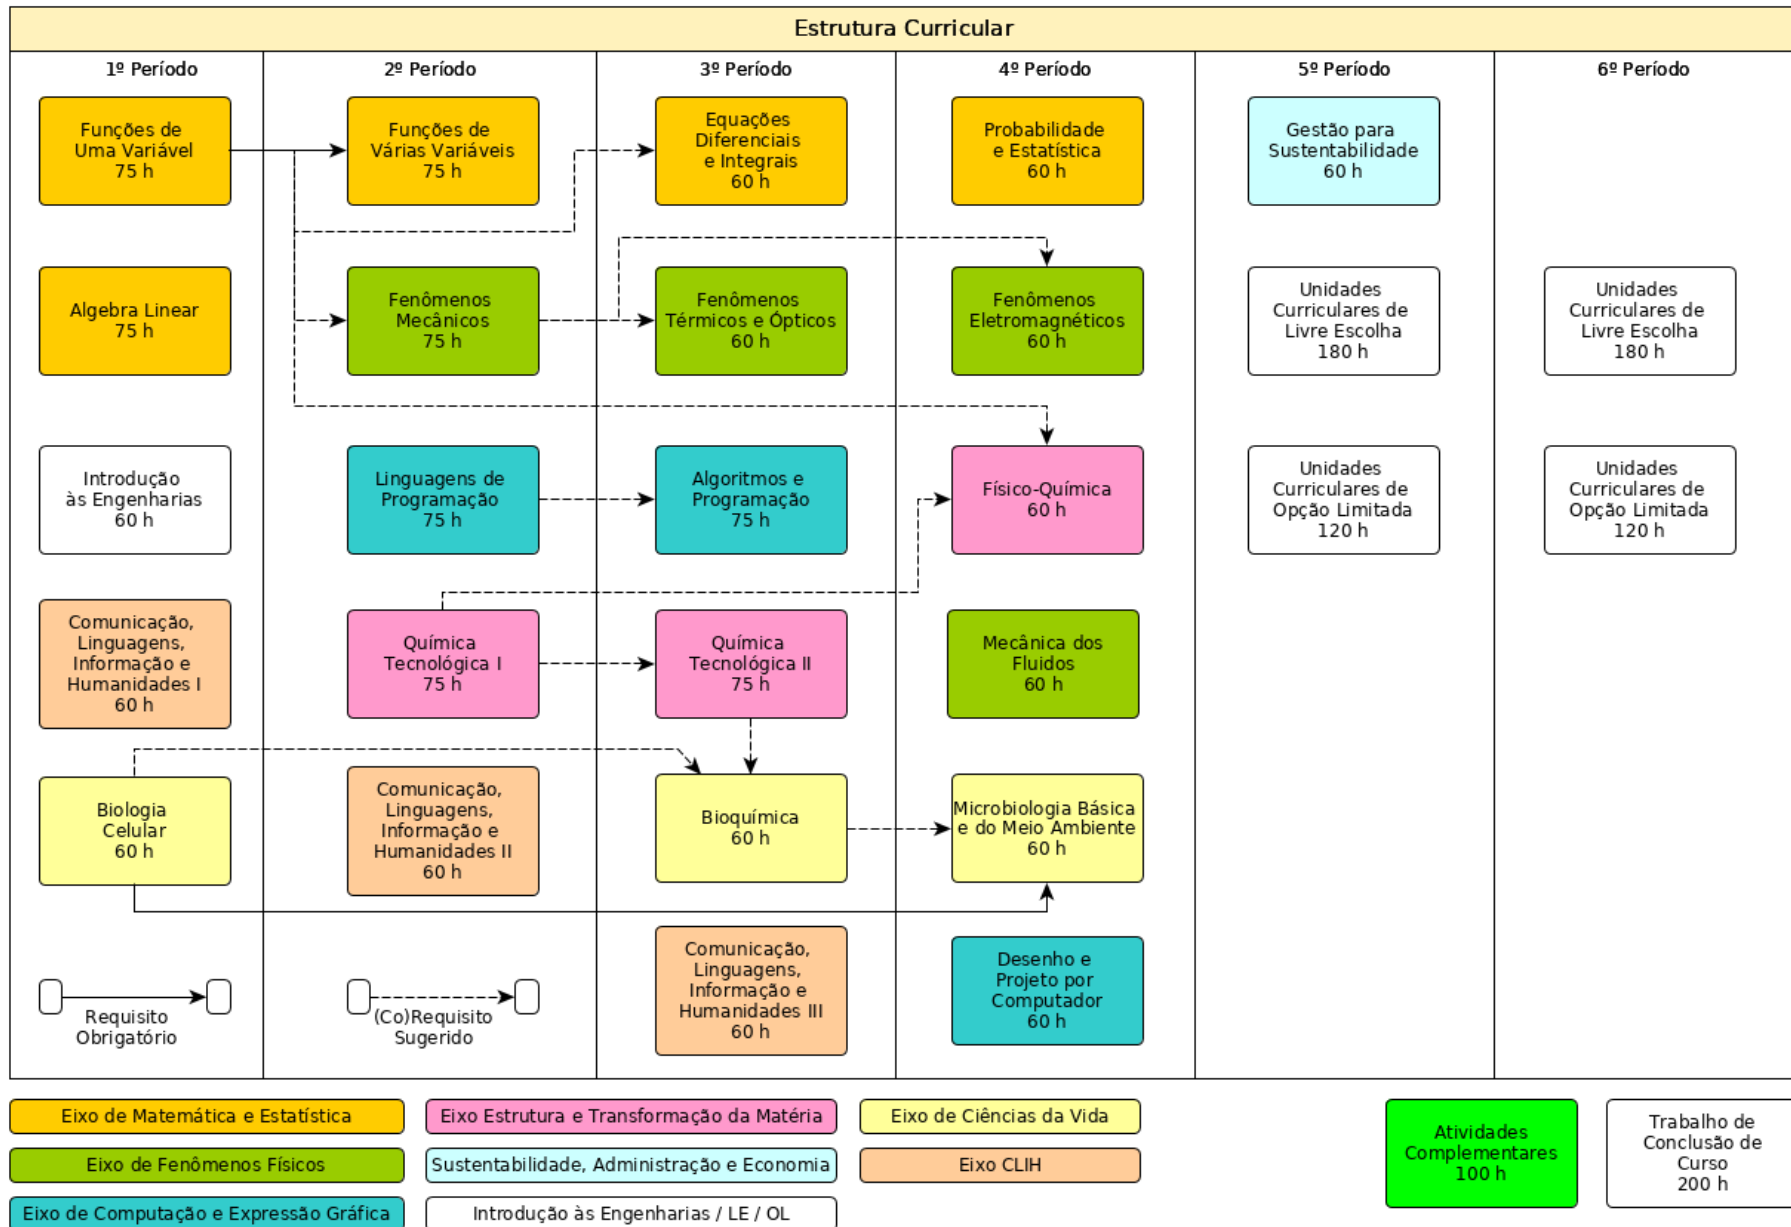 Estrutura Curricular
1º Período
2º Período
3º Período
4º Período
5º Período
6º Período
Funções de
Uma Variável
75 h
Funções de
Várias Variáveis
75 h
Equações
Diferenciais
e Integrais
60 h
Probabilidade
e Estatística
60 h
Gestão para
Sustentabilidade
60 h
Algebra Linear
75 h
Fenômenos
Mecânicos
75 h
Fenômenos
Térmicos e Ópticos
60 h
Fenômenos
Eletromagnéticos
60 h
Unidades
Curriculares de
Livre Escolha
180 h
Unidades
Curriculares de
Livre Escolha
180 h
Introdução
às Engenharias
60 h
Linguagens de
Programação
75 h
Algoritmos e
Programação
75 h
Físico-Química
60 h
Unidades
Curriculares de
Opção Limitada
120 h
Unidades
Curriculares de
Opção Limitada
120 h
Comunicação,
Linguagens,
Informação e
Humanidades I
60 h
Química
Tecnológica I
75 h
Química
Tecnológica II
75 h
Mecânica dos
Fluidos
60 h
Biologia
Celular
60 h
Comunicação,
Linguagens,
Informação e
Humanidades II
60 h
Bioquímica
60 h
Microbiologia Básica
e do Meio Ambiente
60 h
Comunicação,
Linguagens,
Informação e
Humanidades III
60 h
Desenho e
Projeto por
Computador
60 h
Requisito
Obrigatório
(Co)Requisito
Sugerido
Eixo de Matemática e Estatística
Eixo Estrutura e Transformação da Matéria
Eixo de Ciências da Vida
Eixo de Fenômenos Físicos
Sustentabilidade, Administração e Economia
Eixo CLIH
Eixo de Computação e Expressão Gráfica
Introdução às Engenharias / LE / OL
Atividades
Complementares
100 h
Trabalho de
Conclusão de
Curso
200 h